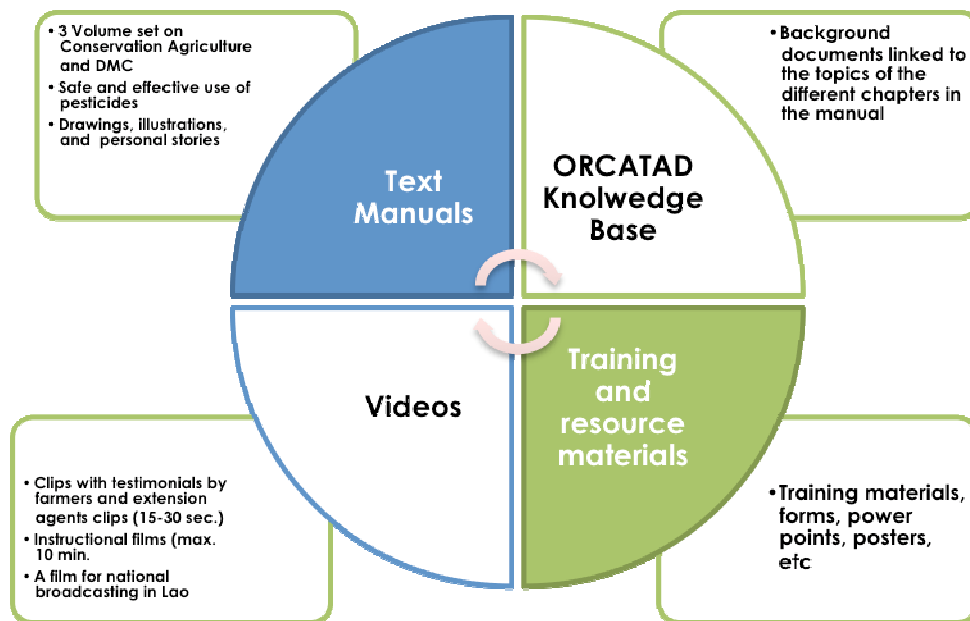 • 3 Volume set on
Conservation Agriculture
and DMC
• Safe and effective use of
pesticides
• Drawings, illustrations,
and personal stories
Text
Manuals
ORCATAD
Knolwedge
Base
• Background
documents linked to
the topics of the
different chapters in
the manual
Videos
• Clips with testimonials by
farmers and extension
agents clips (15-30 sec.)
• Instructional films (max.
10 min.
• A film for national
broadcasting in Lao
Training
and
resource
materials
• Training materials,
forms, power
points, posters,
etc